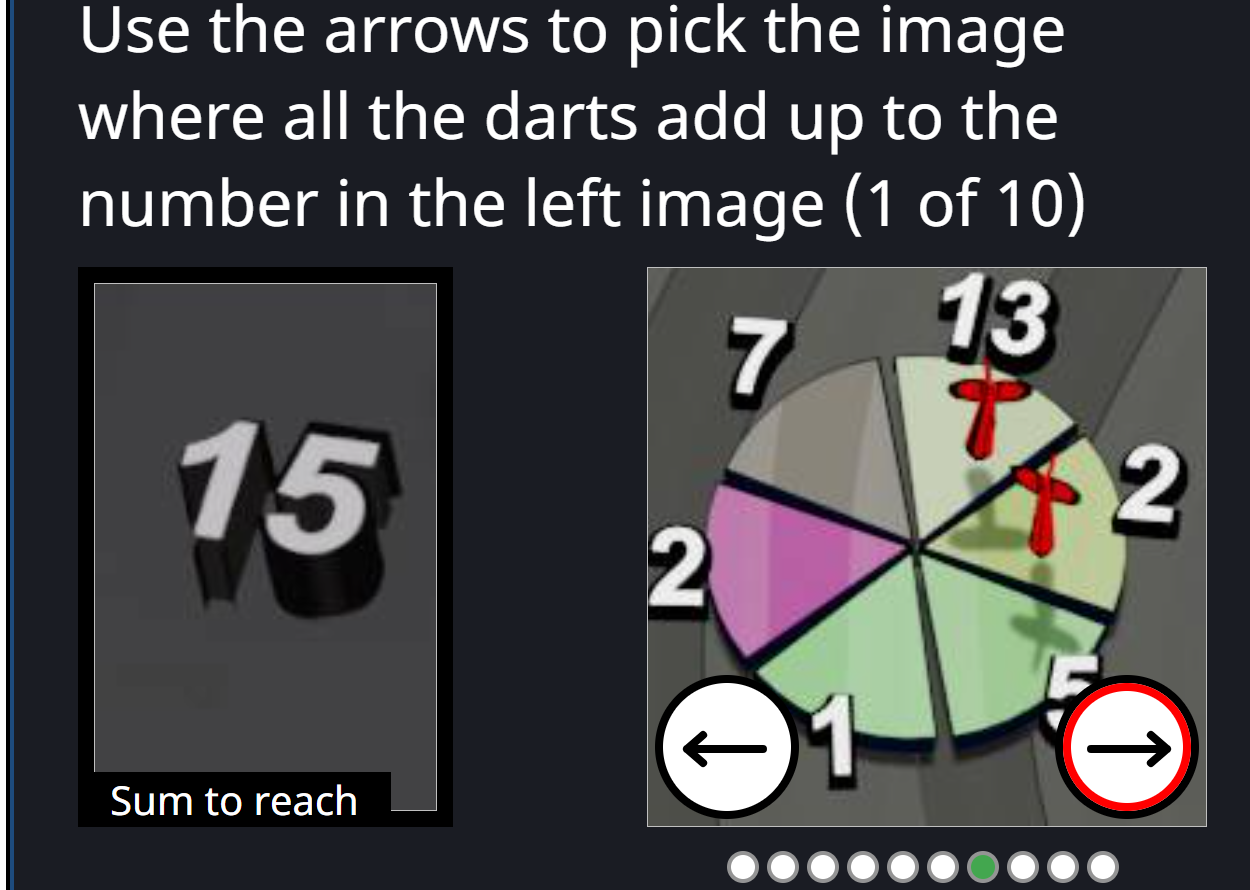 Use the arrows to pick the image
where all the darts add up to the
number in the left image (1 of 10)
15
Sum to reach
13
7
2
2
5
1